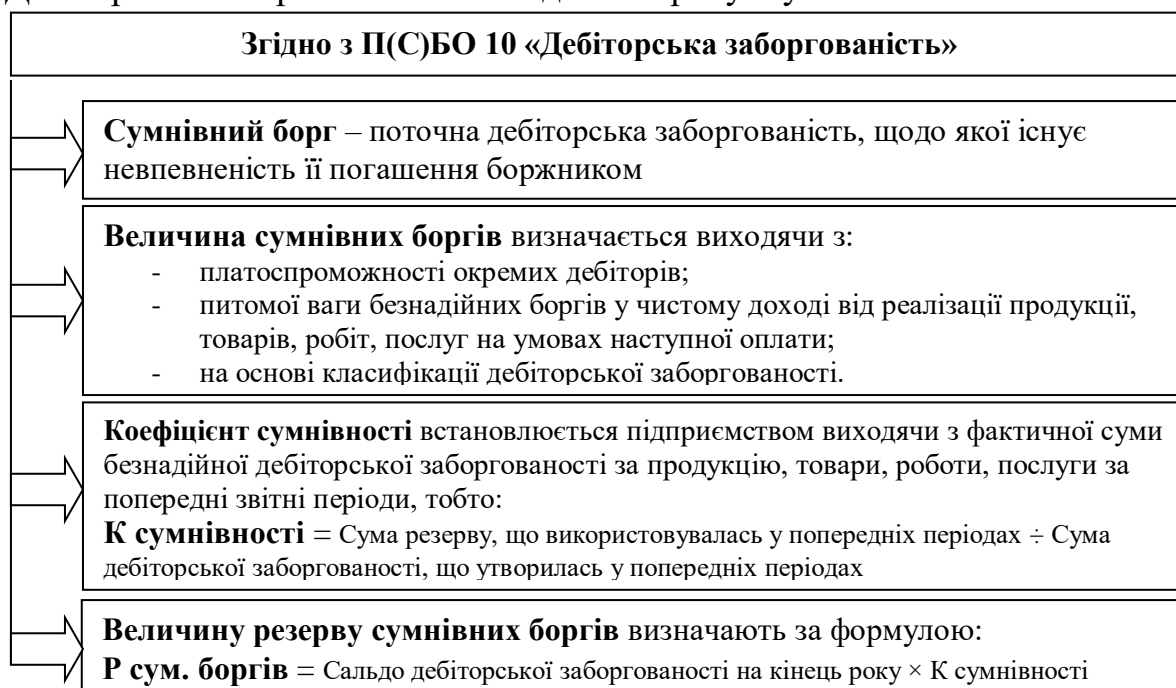 Згідно з П(С)БО 10 «Дебіторська заборгованість»
Сумнівний борг – поточна дебіторська заборгованість, щодо якої існує
невпевненість її погашення боржником
Величина сумнівних боргів визначається виходячи з:
- платоспроможності окремих дебіторів;
- питомої ваги безнадійних боргів у чистому доході від реалізації продукції,
товарів, робіт, послуг на умовах наступної оплати;
- на основі класифікації дебіторської заборгованості.
Коефіцієнт сумнівності встановлюється підприємством виходячи з фактичної суми
безнадійної дебіторської заборгованості за продукцію, товари, роботи, послуги за
попередні звітні періоди, тобто:
К сумнівності = Сума резерву, що використовувалась у попередніх періодах ÷ Сума
дебіторської заборгованості, що утворилась у попередніх періодах
Величину резерву сумнівних боргів визначають за формулою:
Р сум. боргів = Сальдо дебіторської заборгованості на кінець року × К сумнівності